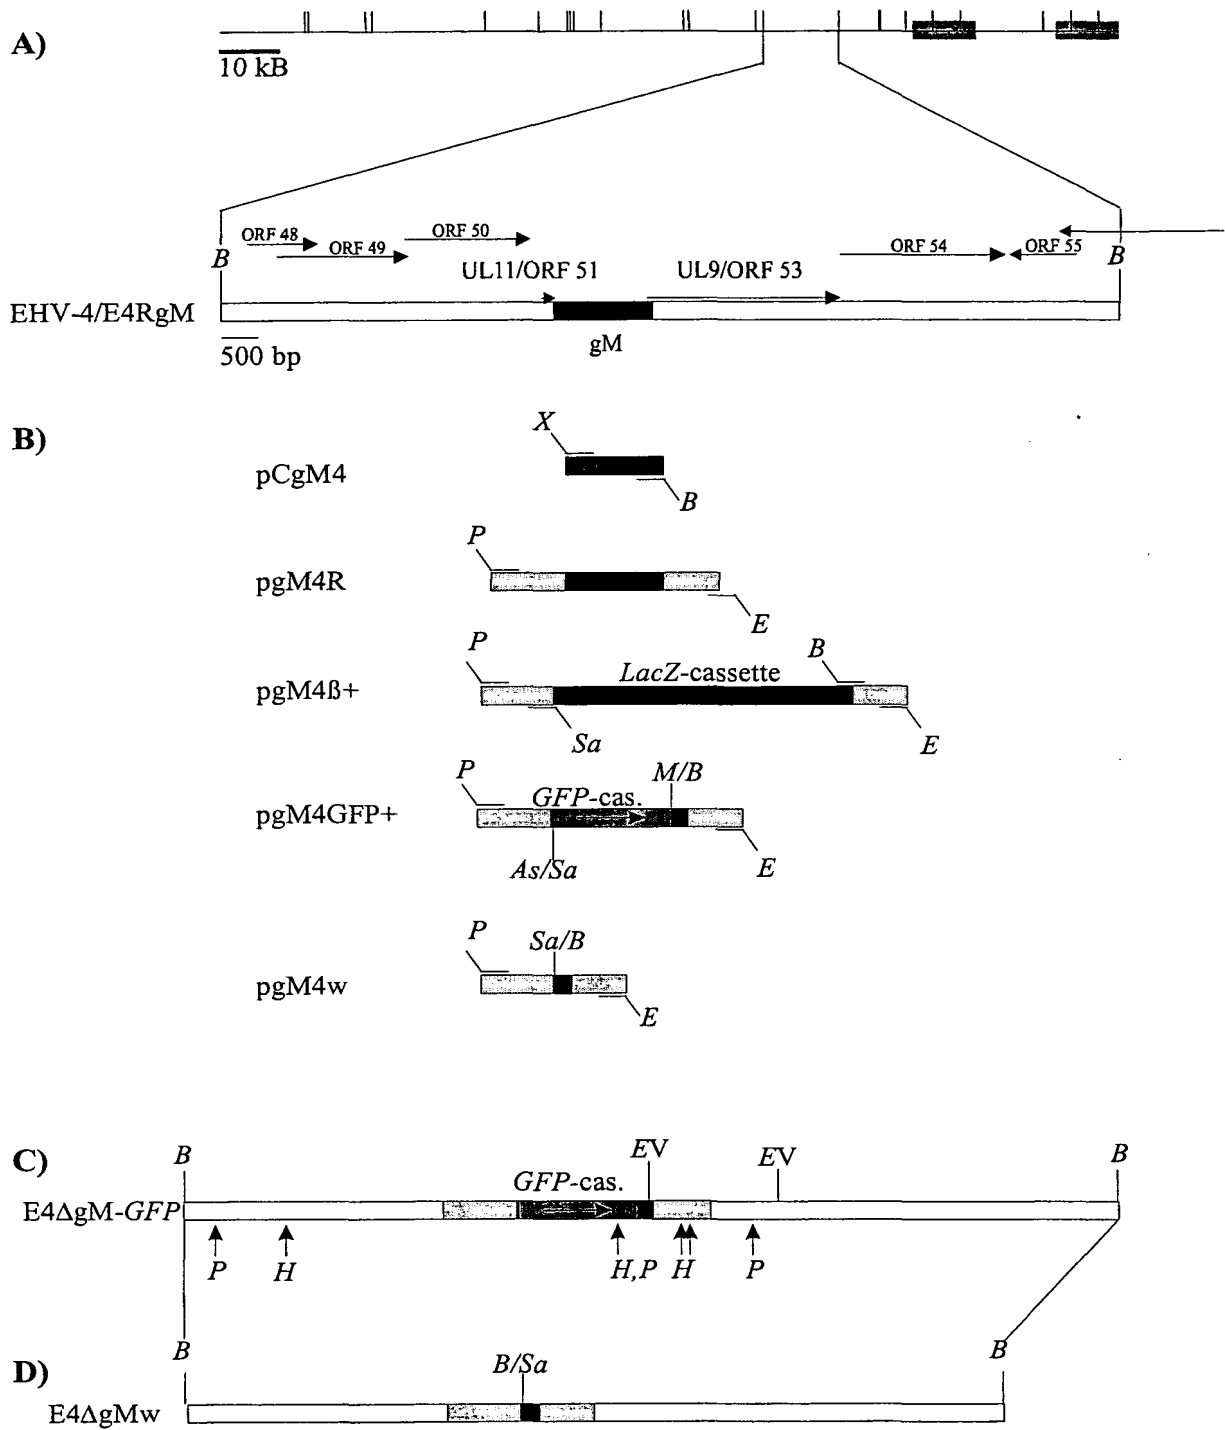 A)
10 kB
ORF 48
ORF 49
ORF 50
ORF 54
ORF 55
B
B
UL11/ORF 51
UL9/ORF 53
EHV-4/E4RgM
gM
500 bp
B)
X
pCgM4
B
P
pgM4R
E
P
B
LacZ-cassette
pgM4ß+
Sa
E
P
M/B
GFP-cas.
pgM4GFP+
As/Sa
E
P
Sa/B
pgM4w
E
C)
B
EV
EV
B
GFP-cas.
E4ΔgM-GFP
P
H
H,P
H
P
B
B
D)
B/Sa
E4ΔgMw